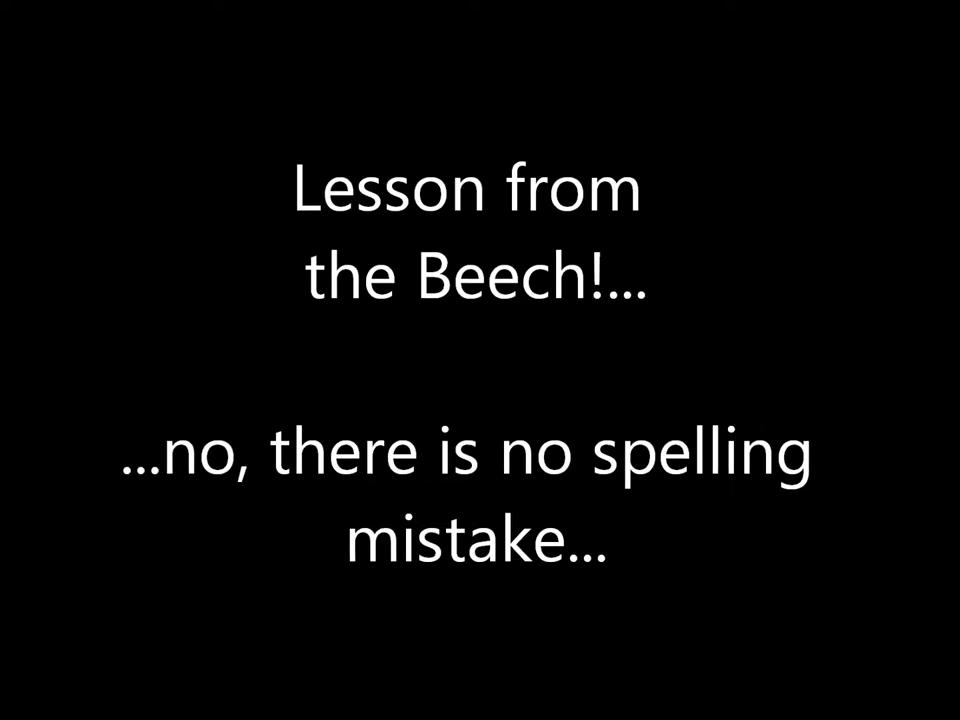 Lesson from
the Beech!...
...no, there is no spelling
mistake...